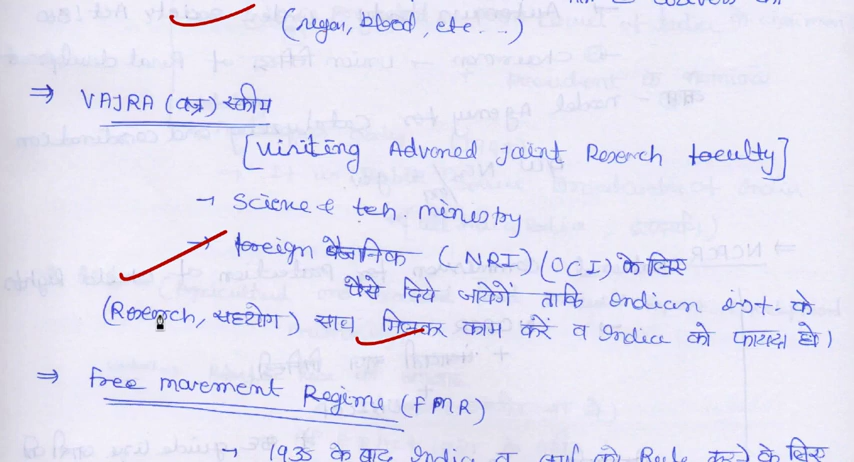 (sugar, blood, etc...)
⇒ VAJRA (वज्र) स्कीम
[Visiting Advanced Joint Research faculty]
→ Science & tech. ministry
→ foreign वैज्ञानिक (NRI) (OCI) के लिए
पैसे दिये जायेगें ताकि Indian के
(Research, सहयोग) साथ मिलकर काम करें व India को फायदा हो।
⇒ Free movement Regime (FMR)
→ 1935 के बाद India व को के लिए